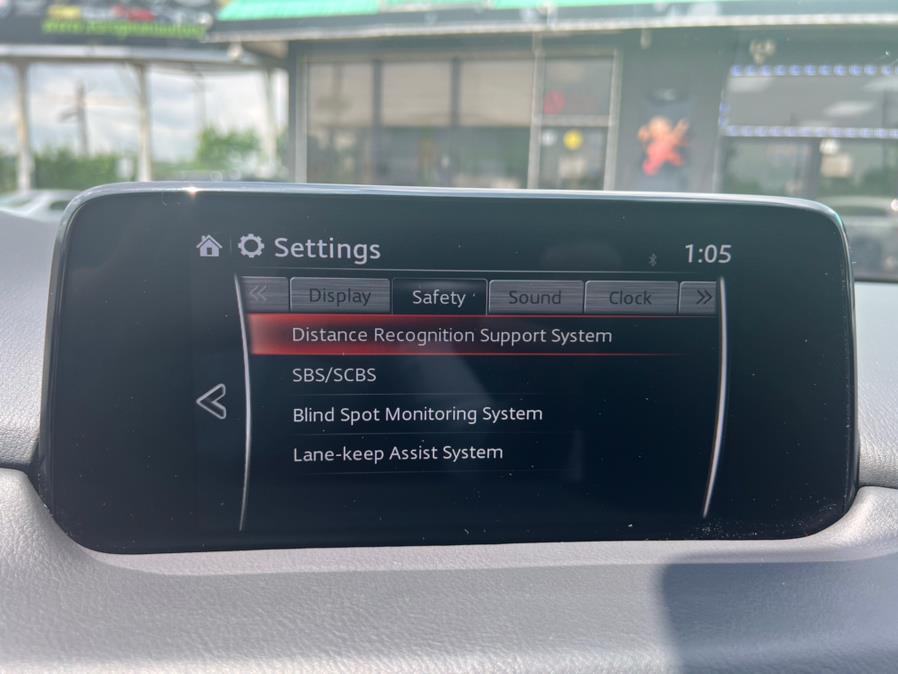 Settings
1:05
Display
Safety
Sound
Clock
Distance Recognition Support System
SBS/SCBS
Blind Spot Monitoring System
Lane-keep Assist System